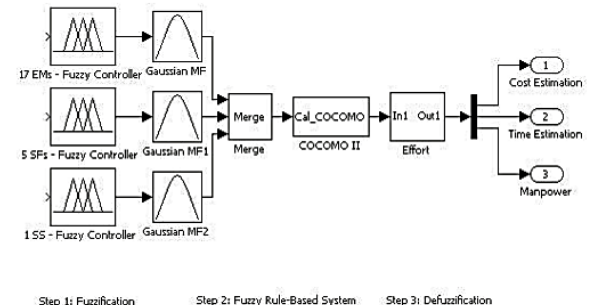 17 EMs - Fuzzy Controller
Gaussian MF
5 SFs - Fuzzy Controller
Gaussian MF1
1 SS - Fuzzy Controller
Gaussian MF2
Merge
Merge
Cal_COCOMO
COCOMO II
In1 Out1
Effort
1
Cost Estimation
2
Time Estimation
3
Manpower
Step 1: Fuzzification
Step 2: Fuzzy Rule-Based System
Step 3: Defuzzification